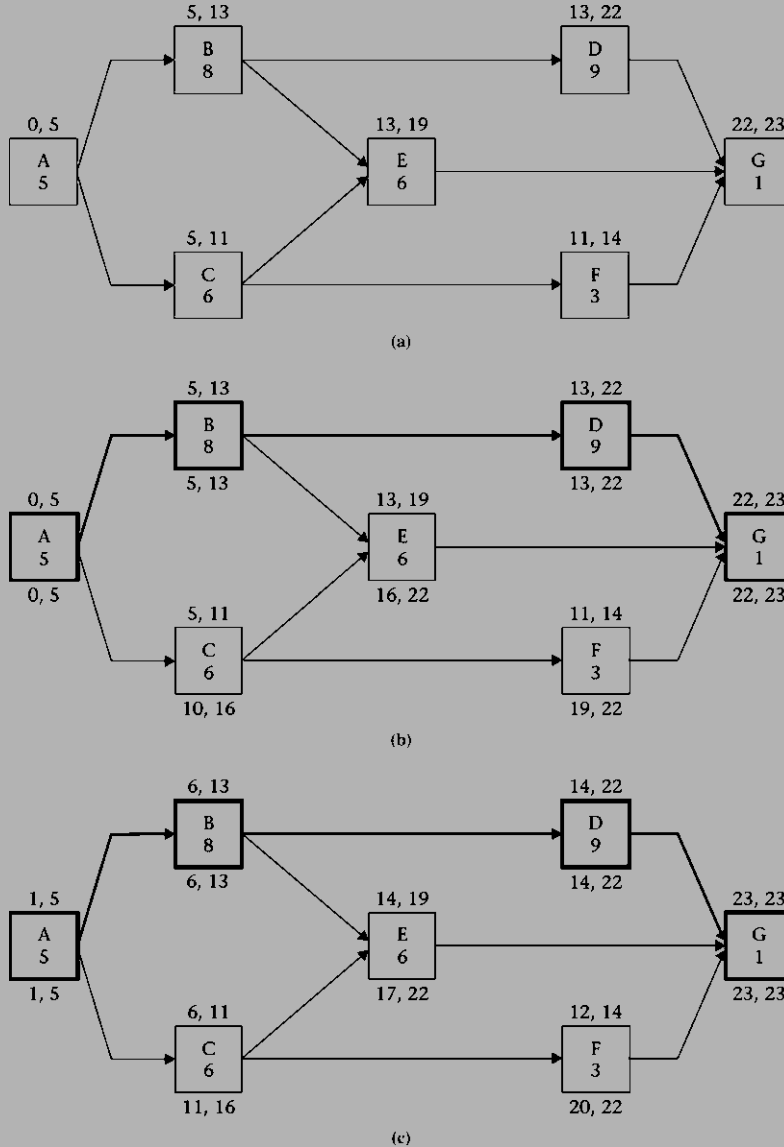 5, 13
13, 22
B
8
D
9
0, 5
13, 19
22, 23
A
5
E
6
G
1
5, 11
11, 14
C
6
F
3
(a)
5, 13
13, 22
B
8
D
9
5, 13
13, 22
0, 5
13, 19
22, 23
A
5
E
6
G
1
0, 5
16, 22
22, 23
5, 11
11, 14
C
6
F
3
10, 16
19, 22
(b)
6, 13
14, 22
B
8
D
9
6, 13
14, 22
1, 5
14, 19
23, 23
A
5
E
6
G
1
1, 5
17, 22
23, 23
6, 11
12, 14
C
6
F
3
11, 16
20, 22
(c)